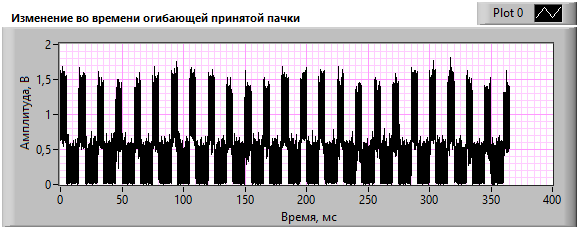 Изменение во времени огибающей принятой пачки
Plot 0
Амплитуда, В
2
1,5
1
0,5
0
0 50 100 150 200 250 300 350 400
Время, мс